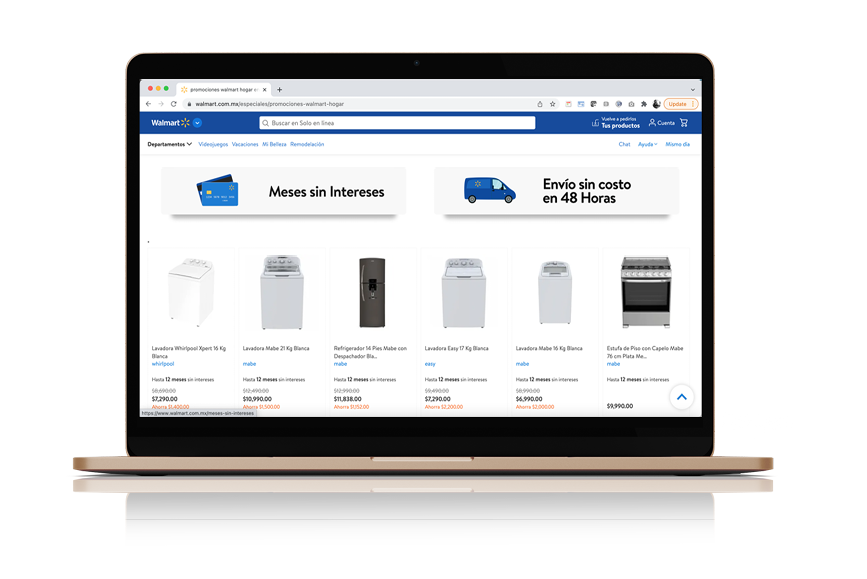 promociones walmart hogar
walmart.com.mx/especiales/promociones-walmart-hogar
Update
Walmart
Buscar en Solo en línea
Vuelve a pedirlos
Tus productos
Cuenta
Departamentos
Videojuegos
Vacaciones
Mi Belleza
Remodelación
Chat
Ayuda
Mismo día
Meses sin Intereses
Envío sin costo
en 48 Horas
Lavadora Whirlpool Xpert 16 Kg
Blanca
whirlpool
Hasta 12 meses sin intereses
$8,690.00
$7,290.00
Ahorra $1,400.00
Lavadora Mabe 21 Kg Blanca
mabe
Hasta 12 meses sin intereses
$12,490.00
$10,990.00
Ahorra $1,500.00
Refrigerador 14 Pies Mabe con
Despachador Bla...
mabe
Hasta 12 meses sin intereses
$12,990.00
$11,838.00
Ahorra $1,152.00
Lavadora Easy 17 Kg Blanca
easy
Hasta 12 meses sin intereses
$9,490.00
$7,290.00
Ahorra $2,200.00
Lavadora Mabe 16 Kg Blanca
mabe
Hasta 12 meses sin intereses
$8,990.00
$6,990.00
Ahorra $2,000.00
Estufa de Piso con Capelo Mabe
76 cm Plata Me...
mabe
Hasta 12 meses sin intereses
$9,990.00
https://www.walmart.com.mx/meses-sin-intereses